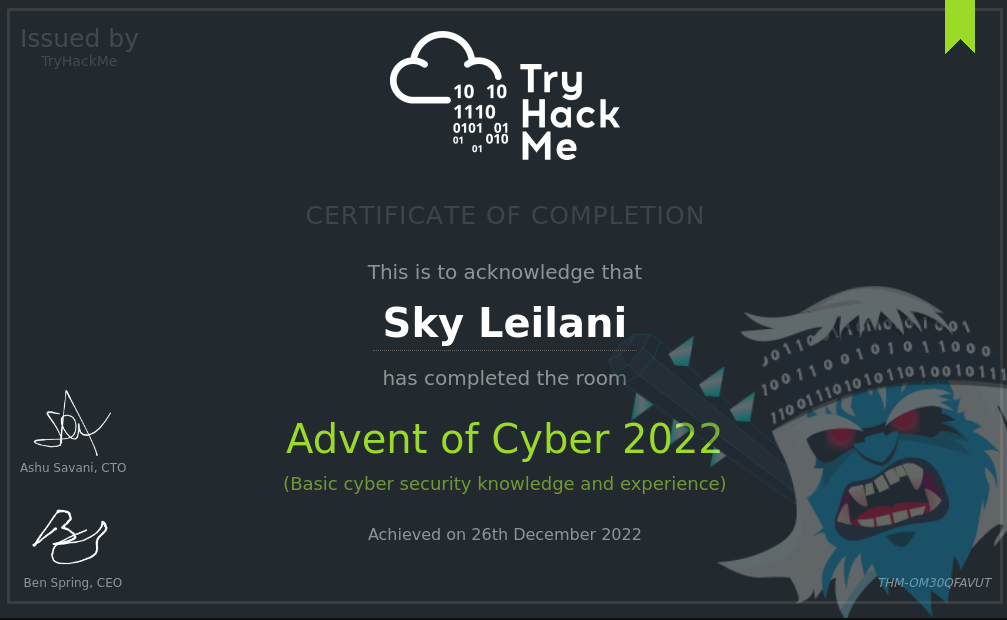 Issued by
TryHackMe
10 10
1110
0101 01
01 010
01
Try
Hack
Me
CERTIFICATE OF COMPLETION
This is to acknowledge that
Sky Leilani
has completed the room
Advent of Cyber 2022
(Basic cyber security knowledge and experience)
Achieved on 26th December 2022
Ashu Savani, CTO
Ben Spring, CEO
THM-OM30QFAVUT